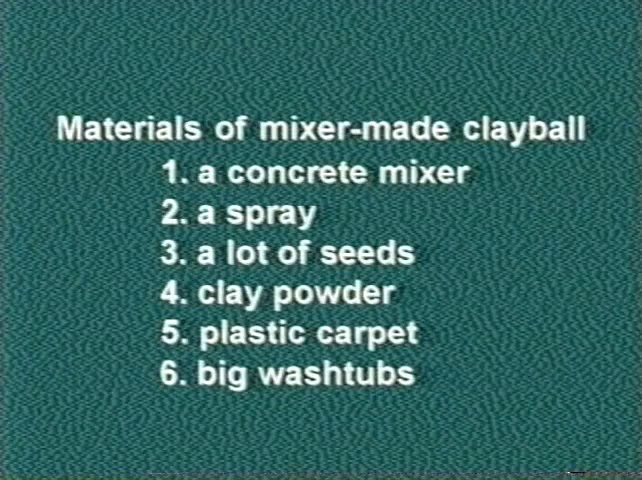 Materials of mixer-made clayball
1. a concrete mixer
2. a spray
3. a lot of seeds
4. clay powder
5. plastic carpet
6. big washtubs